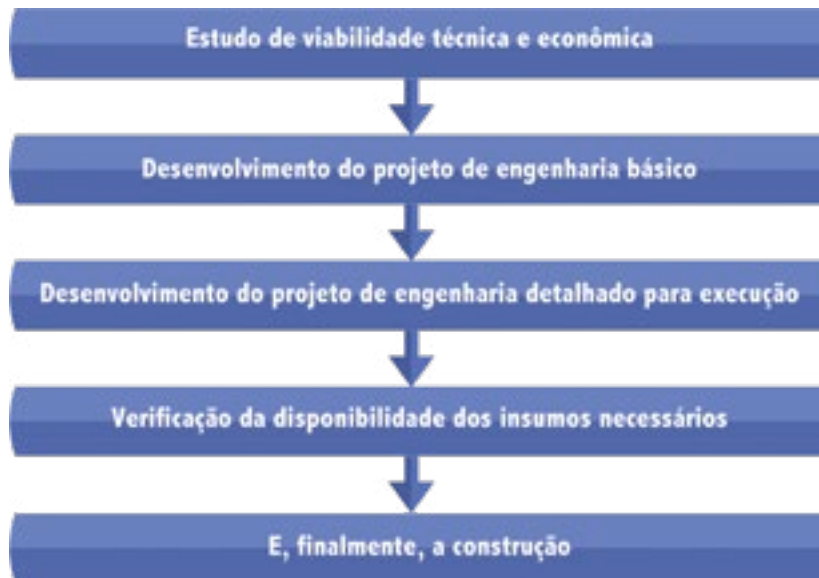 Estudo de viabilidade técnica e econômica
Desenvolvimento do projeto de engenharia básico
Desenvolvimento do projeto de engenharia detalhado para execução
Verificação da disponibilidade dos insumos necessários
E, finalmente, a construção